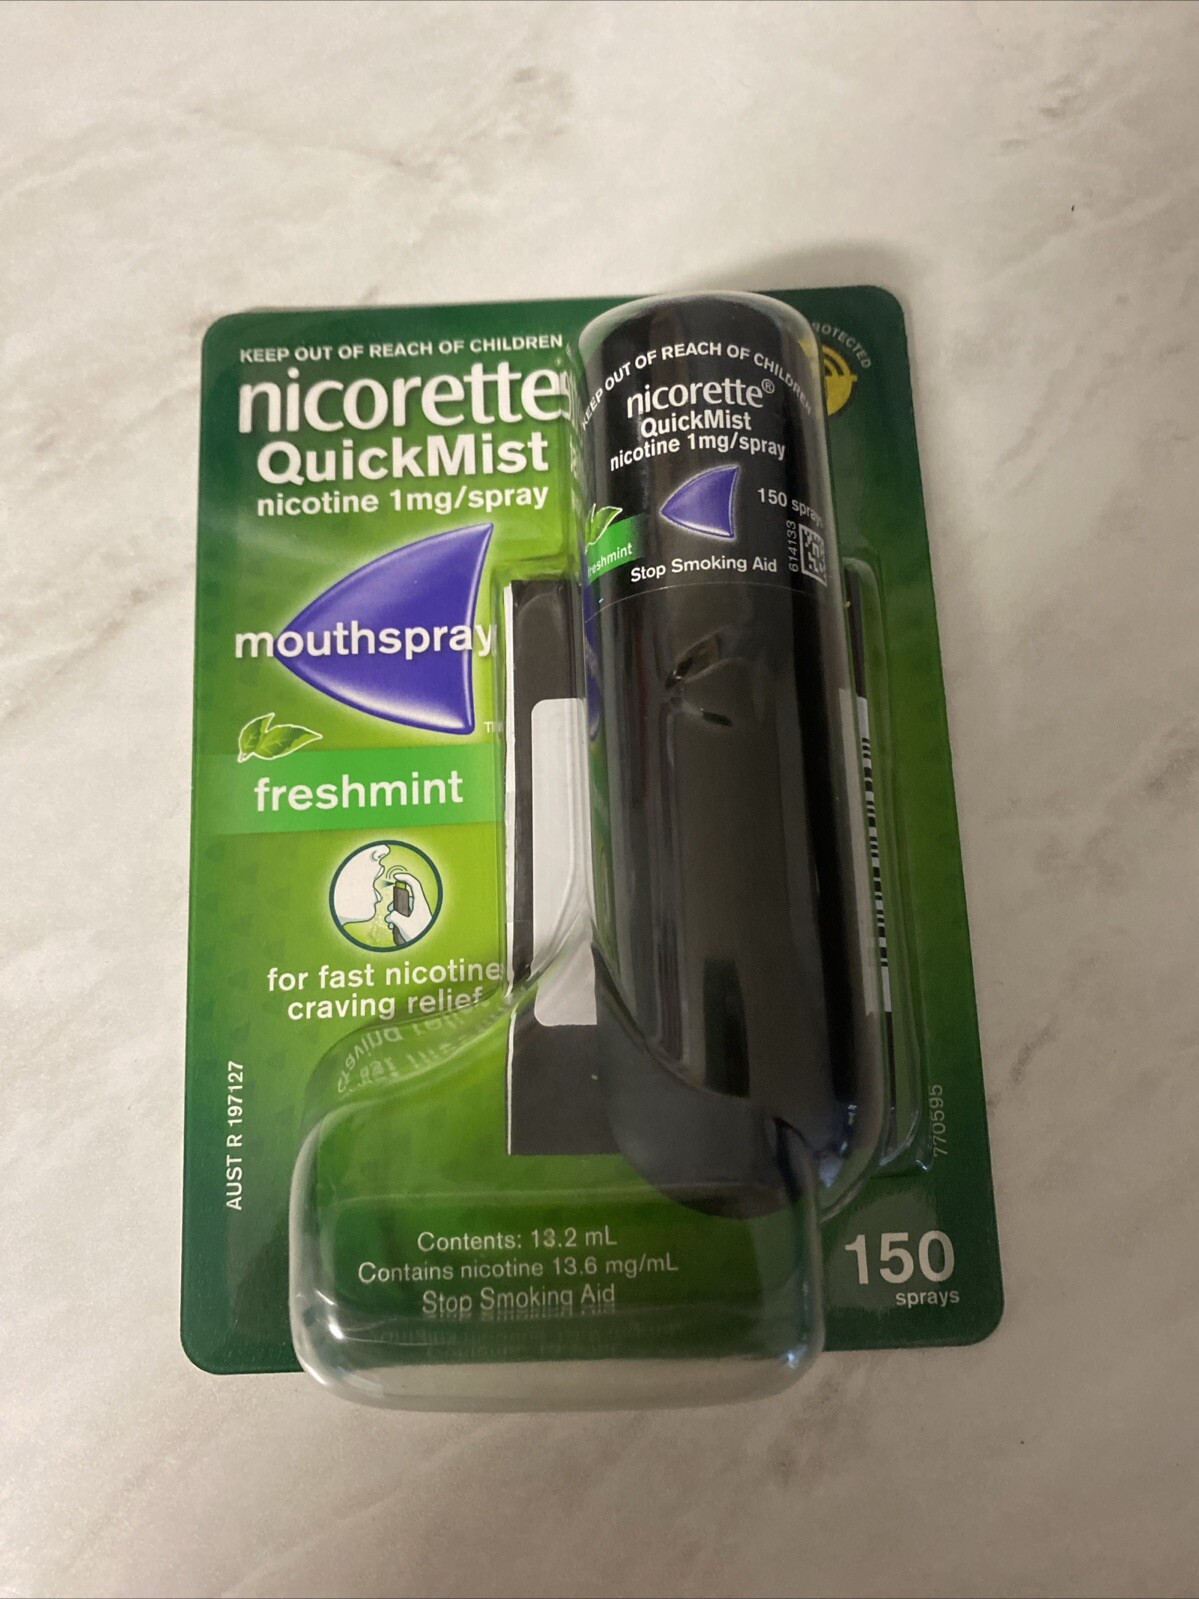 KEEP OUT OF REACH OF CHILDREN
nicorette
QuickMist
nicotine 1mg/spray
mouthspray
TM
freshmint
for fast nicotine
craving relief
AUST R 197127
Contents: 13.2 mL
Contains nicotine 13.6 mg/mL
Stop Smoking Aid
150
sprays
770595
KEEP OUT OF REACH OF CHILDREN
nicorette®
QuickMist
nicotine 1mg/spray
150 sprays
freshmint
614133
Stop Smoking Aid